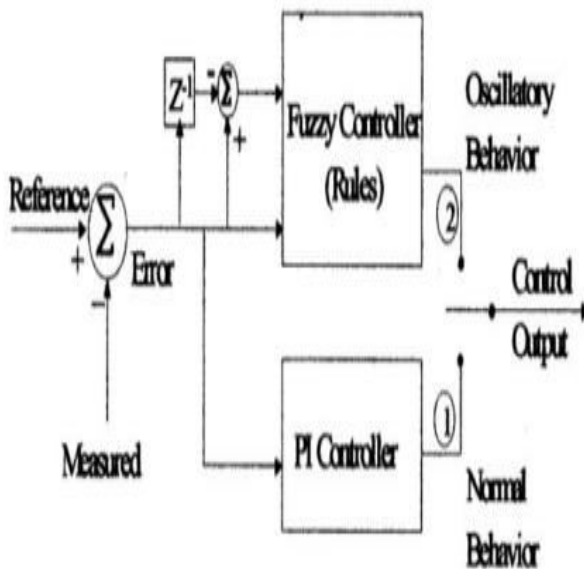 Z-1
-
Σ
+
Fuzzy Controller
(Rules)
Oscillatory
Behavior
2
Reference
+
Σ
-
Error
Measured
Control
Output
PI Controller
1
Normal
Behavior